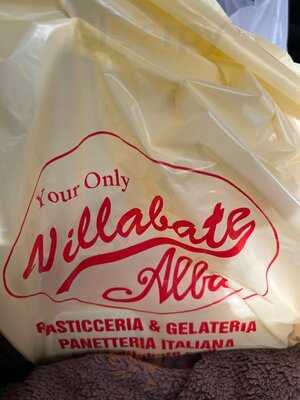 Your Only
Villabate
Alba
PASTICCERIA & GELATERIA
PANETTERIA ITALIANA